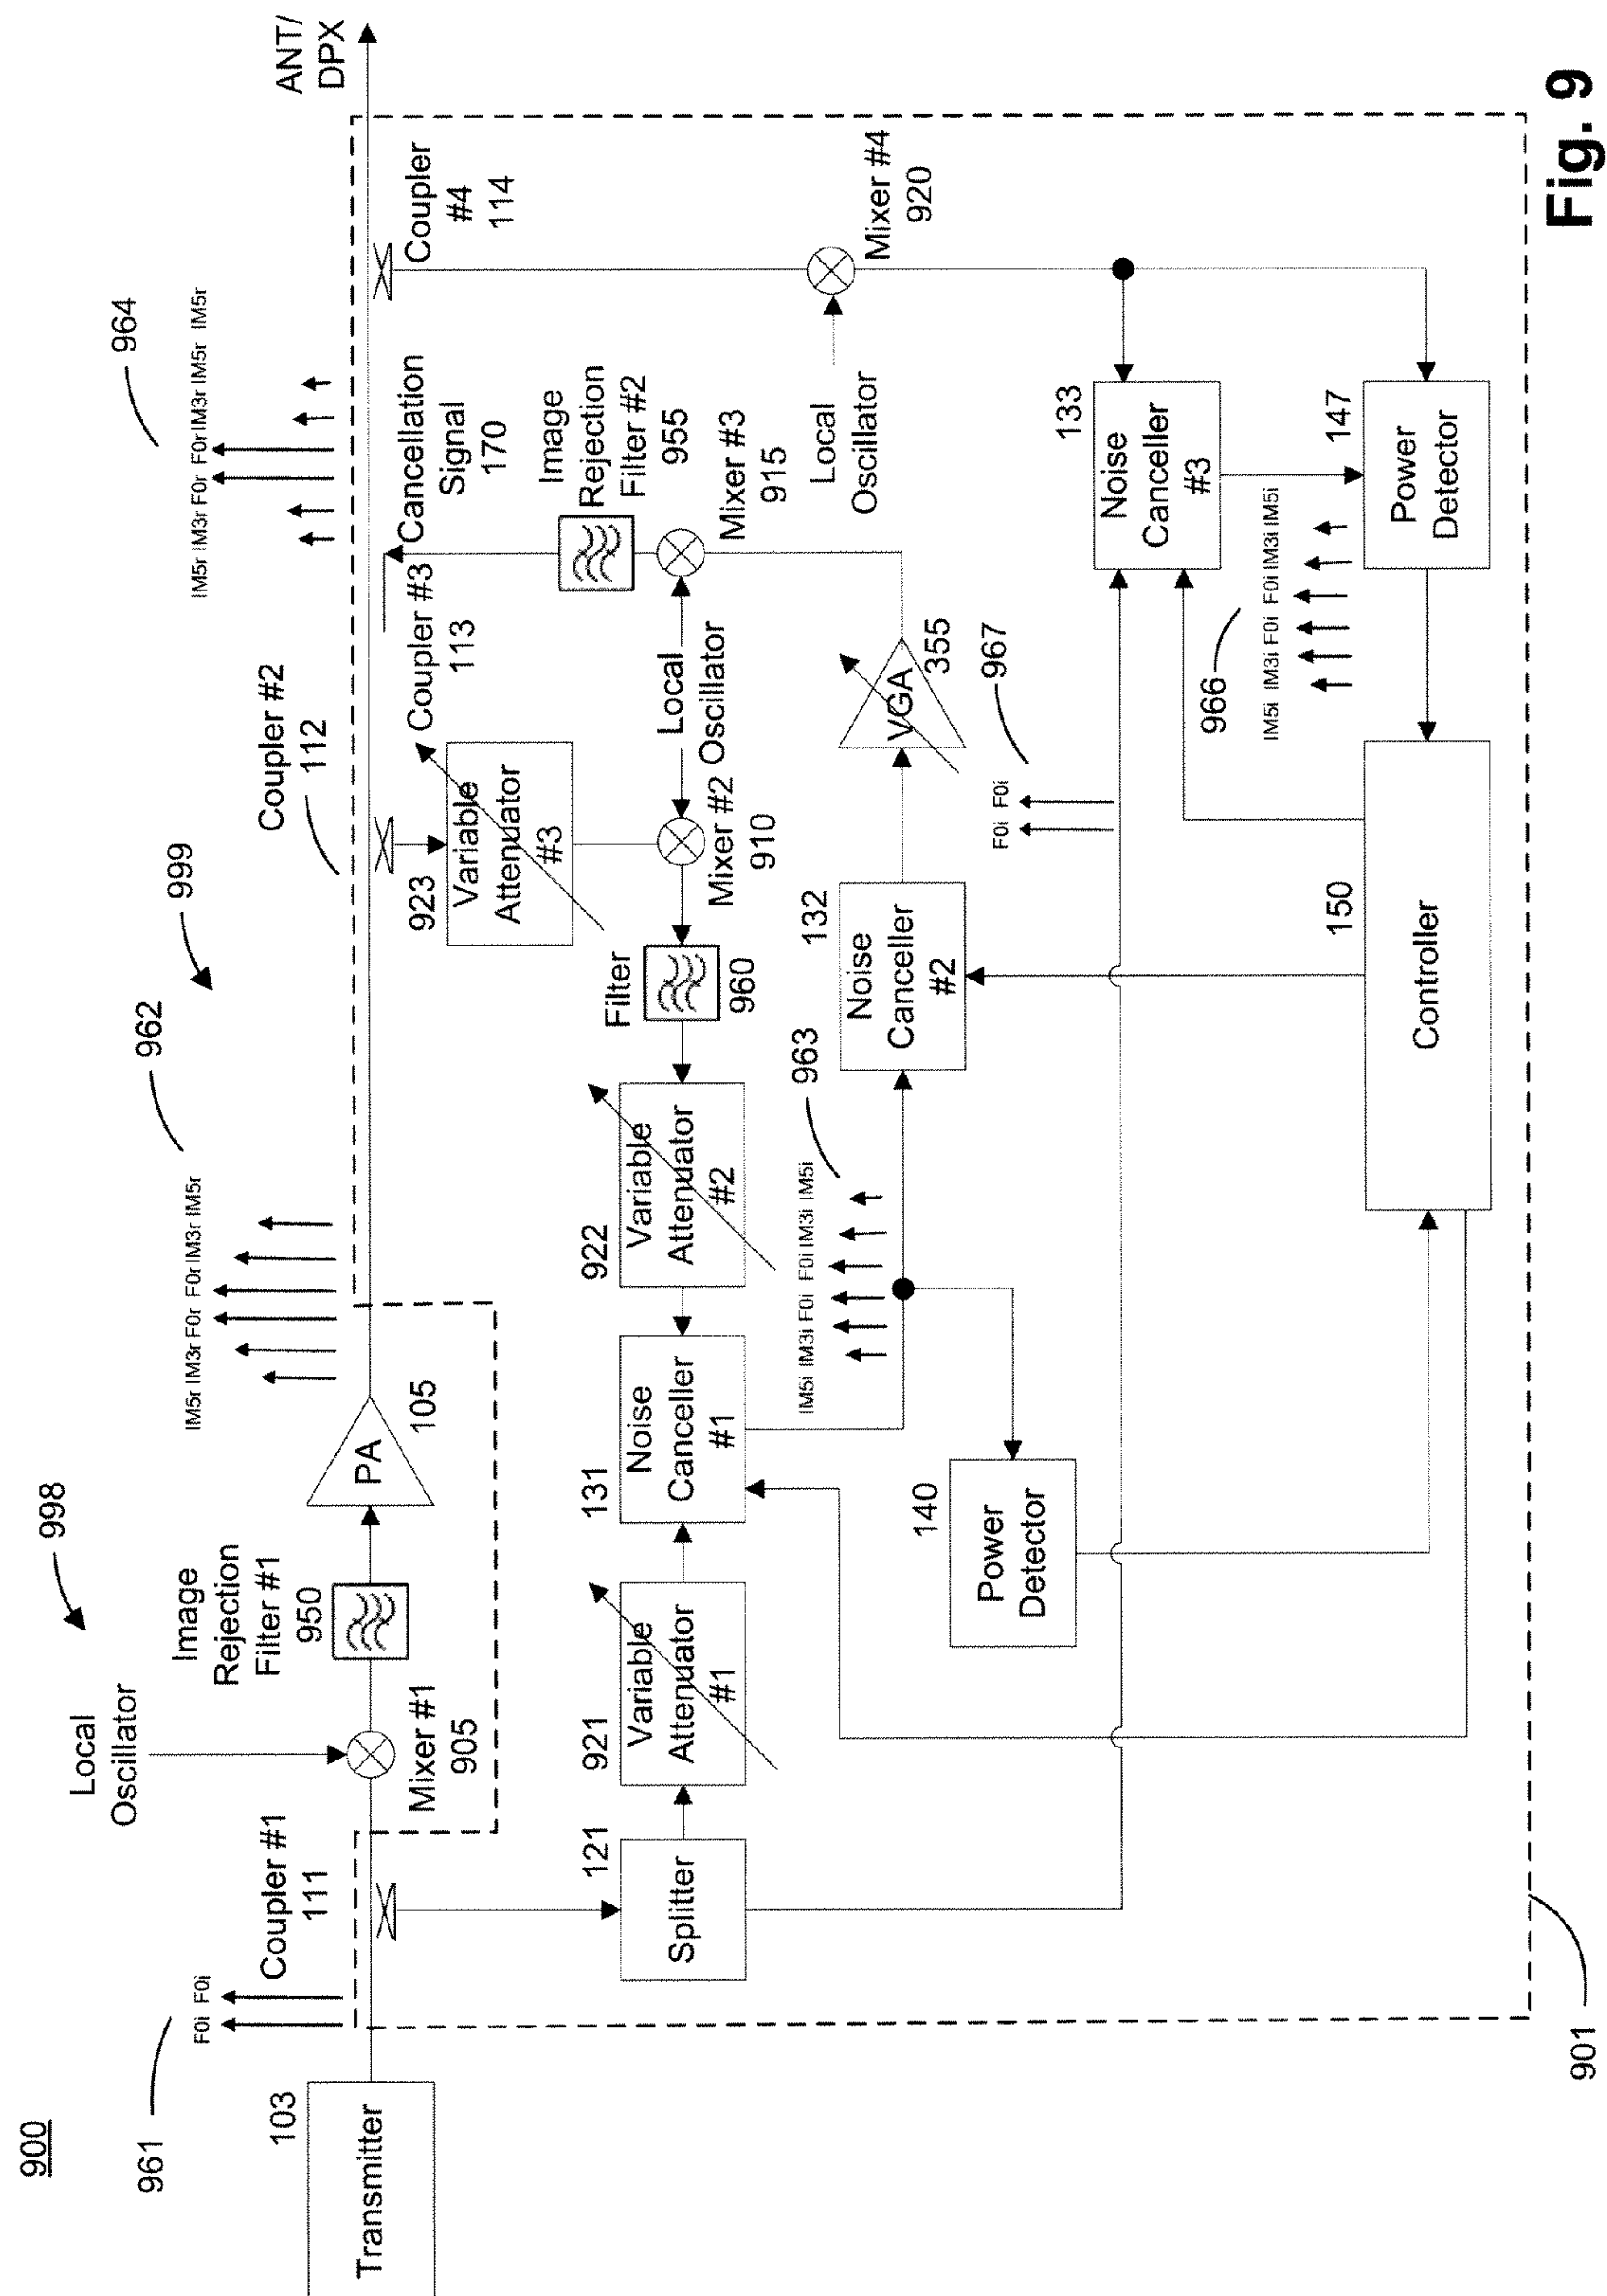 900
961
F0i F0i
Transmitter
103
Coupler #1
111
Local
Oscillator
998
Mixer #1
905
Image
Rejection
Filter #1
950
PA
105
962
IM5r IM3r F0r F0r IM3r IM5r
999
Coupler #2
112
964
IM5r IM3r F0r F0r IM3r IM5r IM5r
ANT/
DPX
Coupler
#4
114
Cancellation
Signal
170
Coupler #3
113
923
Variable
Attenuator
#3
Image
Rejection
Filter #2
955
Mixer #3
915
Local
Oscillator
Mixer #2
910
Filter
960
Local
Oscillator
Mixer #4
920
121
Splitter
921
Variable
Attenuator
#1
131
Noise
Canceller
#1
922
Variable
Attenuator
#2
963
IM5i IM3i F0i F0i IM3i IM5i
132
Noise
Canceller
#2
VGA
355
967
F0i F0i
133
Noise
Canceller
#3
140
Power
Detector
966
IM5i IM3i F0i F0i IM3i IM5i
147
Power
Detector
150
Controller
901
Fig. 9